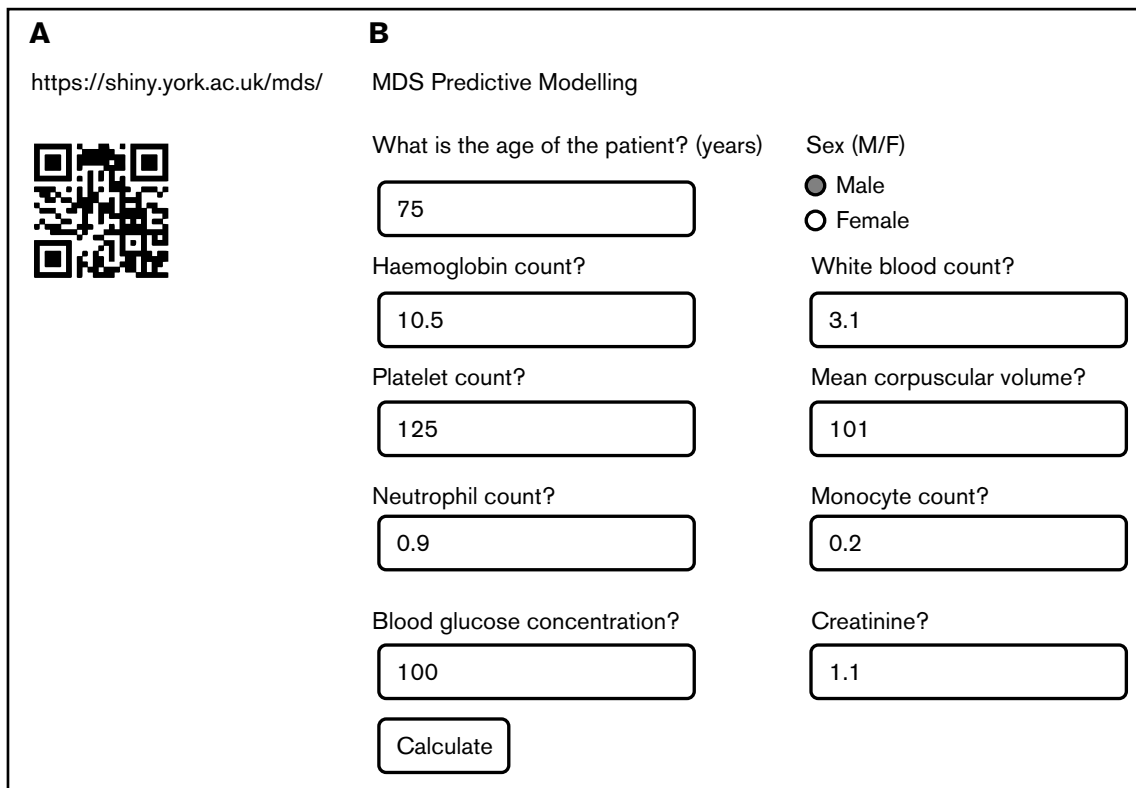 A
https://shiny.york.ac.uk/mds/
B
MDS Predictive Modelling
What is the age of the patient? (years)
75
Sex (M/F)
Male
Female
Haemoglobin count?
10.5
White blood count?
3.1
Platelet count?
125
Mean corpuscular volume?
101
Neutrophil count?
0.9
Monocyte count?
0.2
Blood glucose concentration?
100
Creatinine?
1.1
Calculate